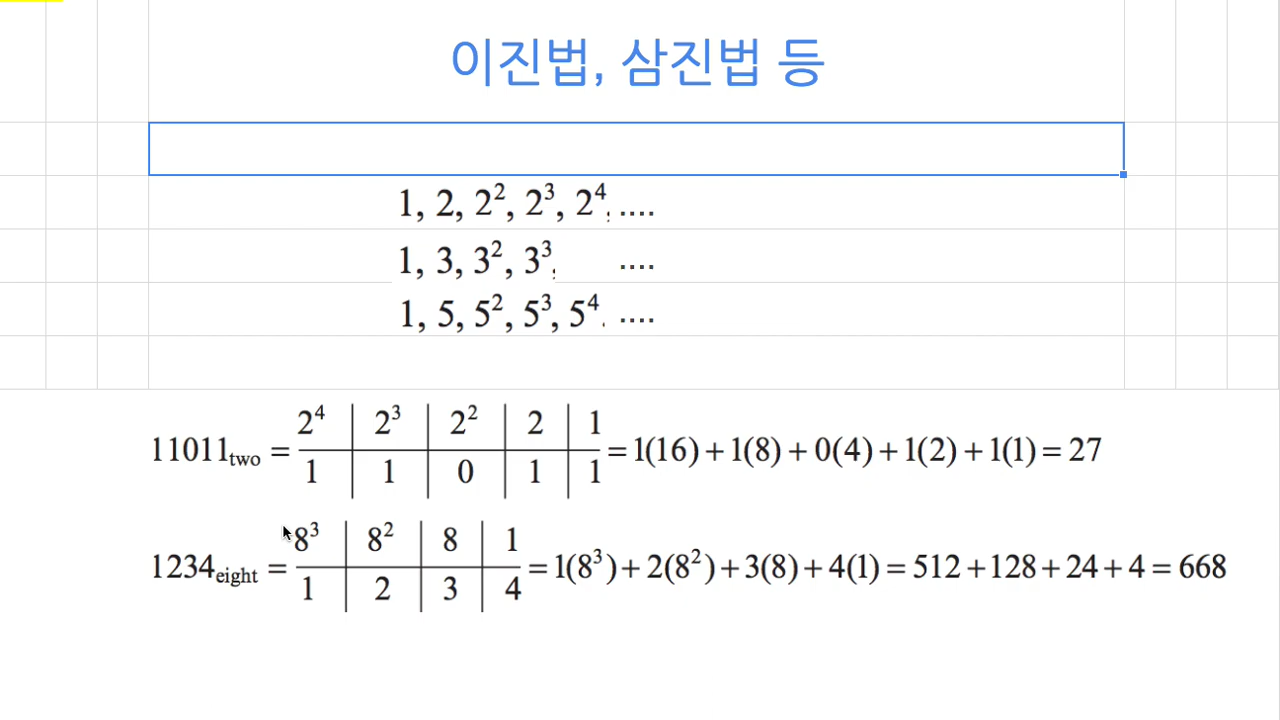 이진법, 삼진법 등
1, 2, 2², 2³, 2⁴, ....
1, 3, 3², 3³, ....
1, 5, 5², 5³, 5⁴. ....
2⁴ | 2³ | 2² | 2 | 1
11011two = = 1(16) + 1(8) + 0(4) + 1(2) + 1(1) = 27
1 | 1 | 0 | 1 | 1
8³ | 8² | 8 | 1
1234eight = = 1(8³) + 2(8²) + 3(8) + 4(1) = 512 + 128 + 24 + 4 = 668
1 | 2 | 3 | 4